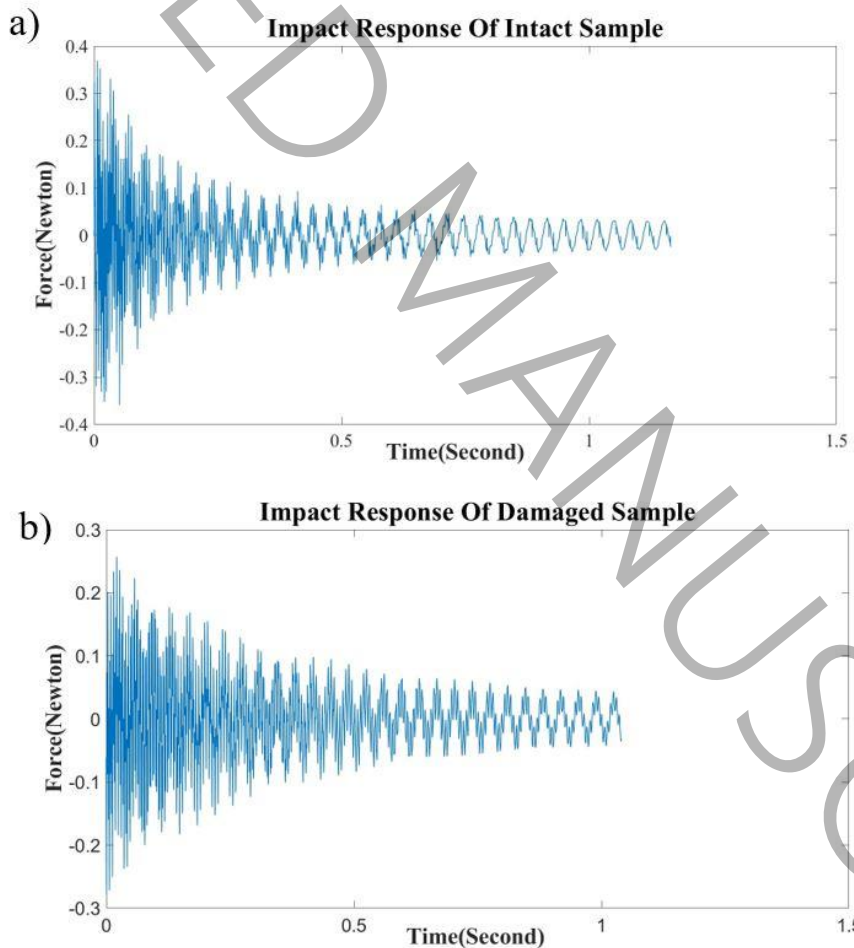 a)
Impact Response Of Intact Sample
0.4
0.3
0.2
0.1
0
-0.1
-0.2
-0.3
-0.4
Force(Newton)
0 0.5 1 1.5
Time(Second)
b)
Impact Response Of Damaged Sample
0.3
0.2
0.1
0
-0.1
-0.2
-0.3
Force(Newton)
0 0.5 1
Time(Second)
ED MANUSC